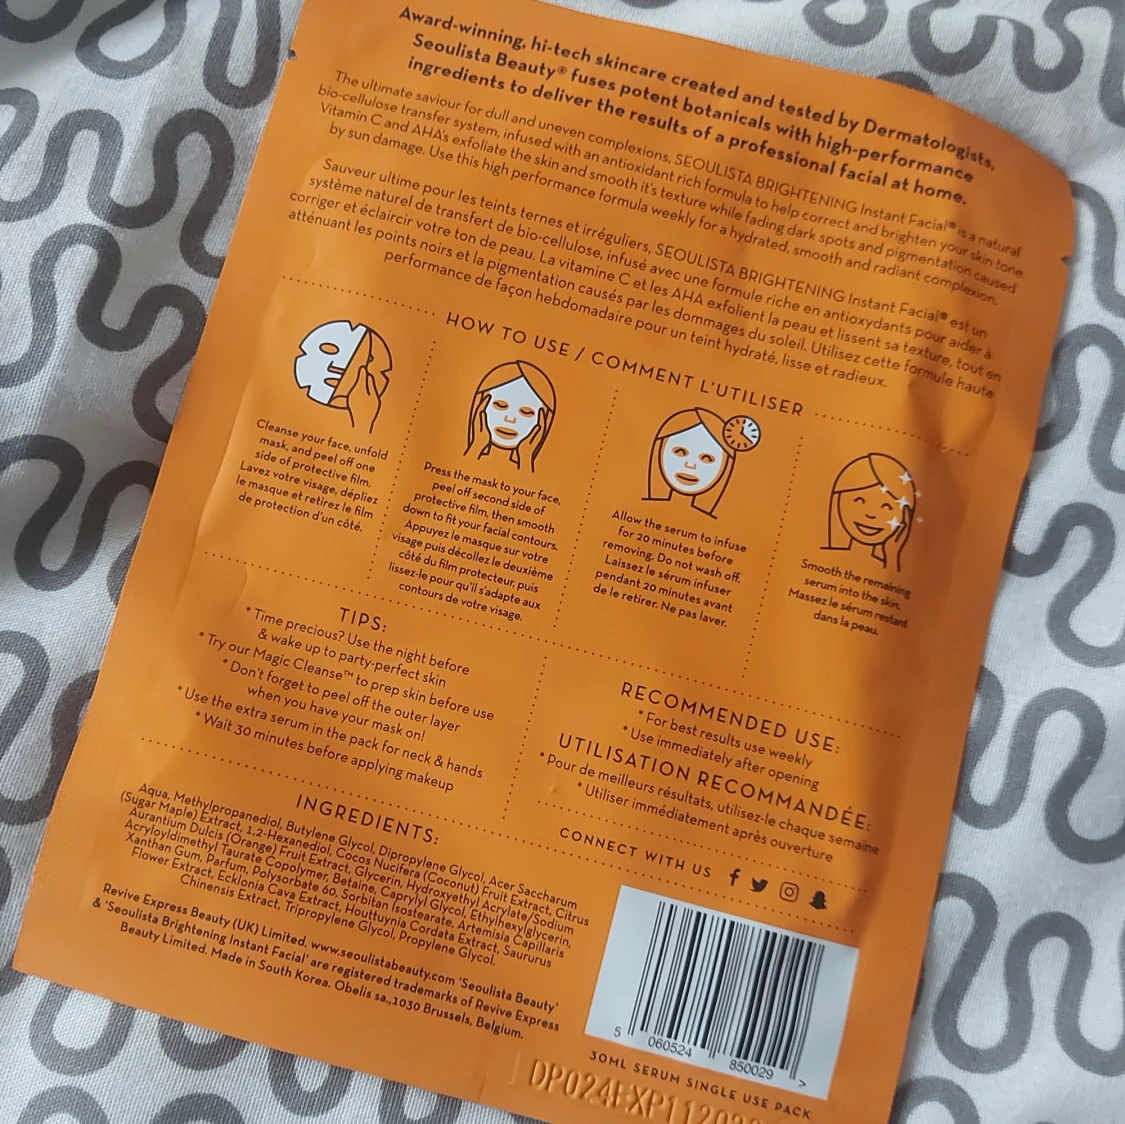 Award-winning, hi-tech skincare created and tested by Dermatologists.
Seoulista Beauty® fuses potent botanicals with high-performance
ingredients to deliver the results of a professional facial at home.
The ultimate saviour for dull and uneven complexions, SEOULISTA BRIGHTENING Instant Facial® is a natural
bio-cellulose transfer system, infused with an antioxidant rich formula to help correct and brighten your skin tone.
Vitamin C and AHA's exfoliate the skin and smooth it's texture while fading dark spots and pigmentation caused
by sun damage. Use this high performance formula weekly for a hydrated, smooth and radiant complexion.
Sauveur ultime pour les teints ternes et irréguliers, SEOULISTA BRIGHTENING Instant Facial® est un
système naturel de transfert de bio-cellulose, infusé avec une formule riche en antioxydants pour aider à
corriger et éclaircir votre ton de peau. La vitamine C et les AHA exfolient la peau et lissent sa texture, tout en
atténuant les points noirs et la pigmentation causés par les dommages du soleil. Utilisez cette formule haute
performance de façon hebdomadaire pour un teint hydraté, lisse et radieux.
HOW TO USE / COMMENT L'UTILISER
Cleanse your face, unfold
mask, and peel off one
side of protective film.
Lavez votre visage, dépliez
le masque et retirez le film
de protection d'un côté.
Press the mask to your face,
peel off second side of
protective film, then smooth
down to fit your facial contours.
Appuyez le masque sur votre
visage puis décollez le deuxième
côté du film protecteur, puis
lissez-le pour qu'il s'adapte aux
contours de votre visage.
Allow the serum to infuse
for 20 minutes before
removing. Do not wash off.
Laissez le sérum infuser
pendant 20 minutes avant
de le retirer. Ne pas laver.
Smooth the remaining
serum into the skin.
Massez le sérum restant
dans la peau.
TIPS:
* Time precious? Use the night before
& wake up to party-perfect skin
* Try our Magic Cleanse™ to prep skin before use
* Don't forget to peel off the outer layer
when you have your mask on!
* Use the extra serum in the pack for neck & hands
* Wait 30 minutes before applying makeup
RECOMMENDED USE:
* For best results use weekly
* Use immediately after opening
UTILISATION RECOMMANDÉE:
* Pour de meilleurs résultats, utilisez-le chaque semaine
* Utiliser immédiatement après ouverture
INGREDIENTS:
Aqua, Methylpropanediol, Butylene Glycol, Dipropylene Glycol, Acer Saccharum
(Sugar Maple) Extract, 1,2-Hexanediol, Cocos Nucifera (Coconut) Fruit Extract, Citrus
Aurantium Dulcis (Orange) Fruit Extract, Glycerin, Hydroxyethyl Acrylate/Sodium
Acryloyldimethyl Taurate Copolymer, Betaine, Caprylyl Glycol, Ethylhexylglycerin,
Xanthan Gum, Parfum, Polysorbate 60, Sorbitan Isostearate, Artemisia Capillaris
Flower Extract, Ecklonia Cava Extract, Houttuynia Cordata Extract, Saururus
Chinensis Extract, Tripropylene Glycol, Propylene Glycol.
Revive Express Beauty (UK) Limited. www.seoulistabeauty.com 'Seoulista Beauty'
& 'Seoulista Brightening Instant Facial' are registered trademarks of Revive Express
Beauty Limited. Made in South Korea. Obelis sa.,1030 Brussels, Belgium.
CONNECT WITH US
5 060524 850029 >
30ML SERUM SINGLE USE PACK